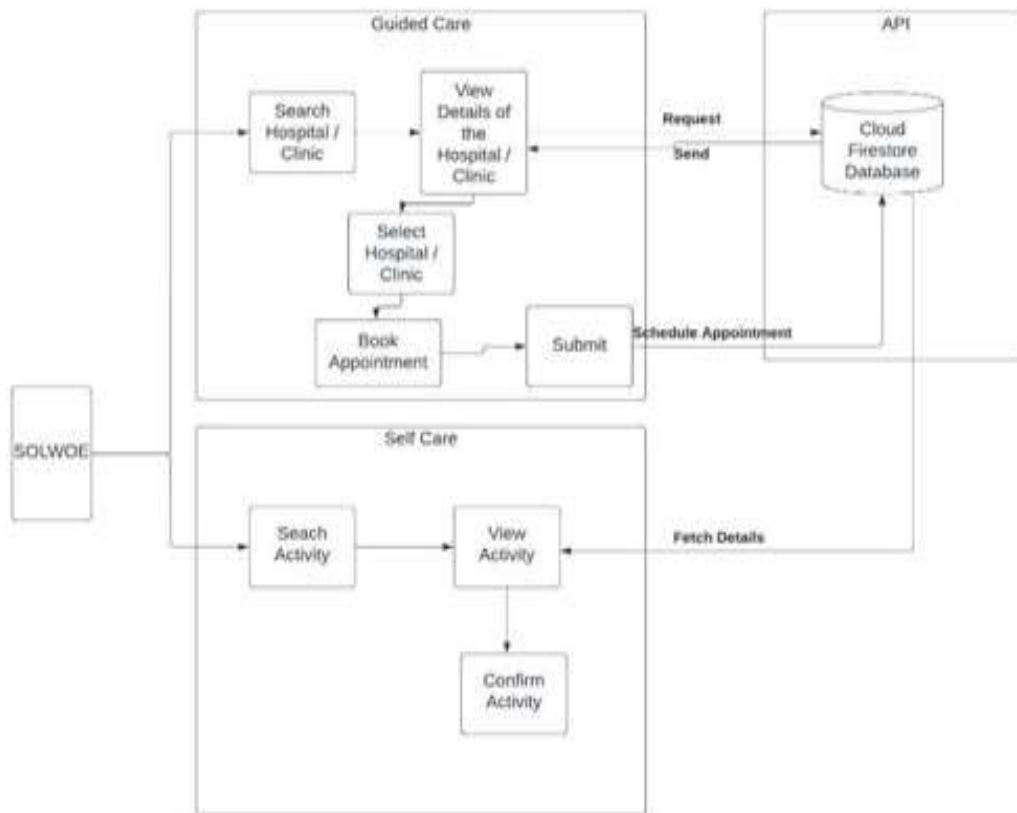 Guided Care
API
Search
Hospital /
Clinic
View
Details of
the
Hospital /
Clinic
Request
Send
Cloud
Firestore
Database
Select
Hospital /
Clinic
Book
Appointment
Submit
Schedule Appointment
SOLWOE
Self Care
Seach
Activity
View
Activity
Fetch Details
Confirm
Activity